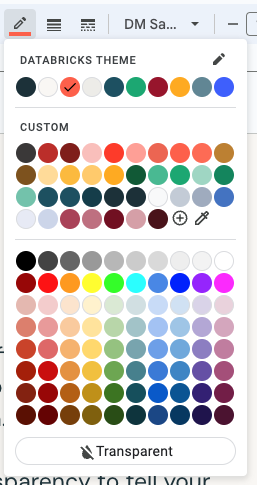 DM Sa...
DATABRICKS THEME
CUSTOM
Transparent
sparency to tell your